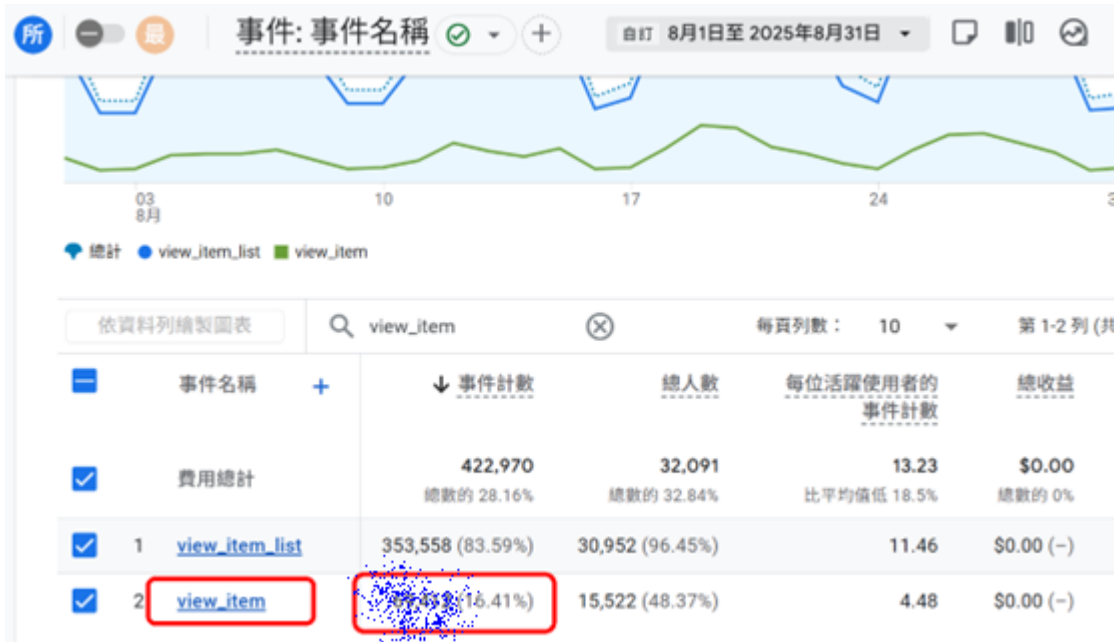 所 最 事件: 事件名稱
自訂 8月1日至 2025年8月31日
03 10 17 24
8月
總計 view_item_list view_item
依資料列繪製圖表 view_item 每頁列數： 10 第 1-2 列
事件名稱 + 事件計數 總人數 每位活躍使用者的 總收益
事件計數
費用總計 422,970 32,091 13.23 $0.00
總數的 28.16% 總數的 32.84% 比平均值低 18.5% 總數的 0%
1 view_item_list 353,558 (83.59%) 30,952 (96.45%) 11.46 $0.00 (–)
2 view_item (16.41%) 15,522 (48.37%) 4.48 $0.00 (–)